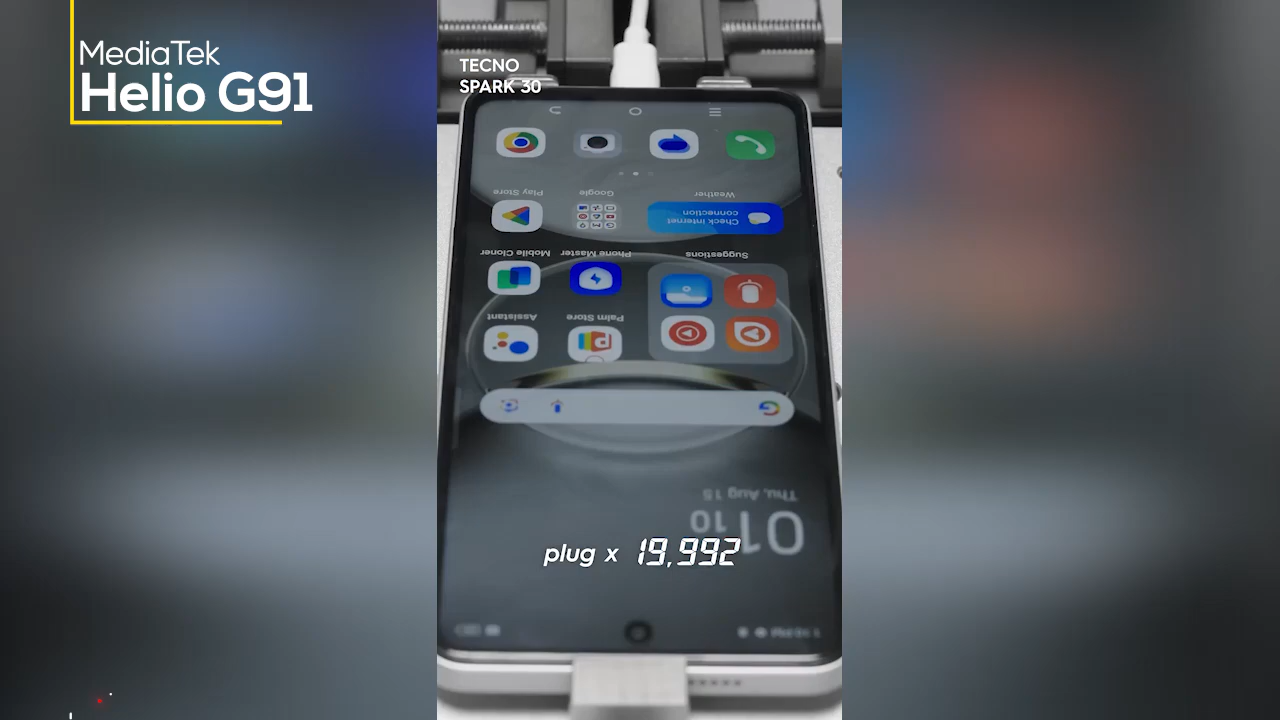 MediaTek
Helio G91
TECNO
SPARK 30
Play Store
Google
Weather
Check internet
connection
Mobile Cloner
Phone Master
Suggestions
Assistant
Palm Store
Thu, Aug 15
01 10
plug x 19,992